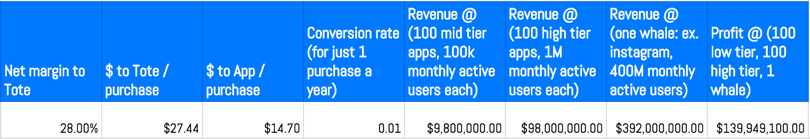 Net margin to
Tote
$ to Tote /
purchase
$ to App /
purchase
Conversion rate
(for just 1
purchase a
year)
Revenue @
(100 mid tier
apps, 100k
monthly active
users each)
Revenue @
(100 high tier
apps, 1M
monthly active
users each)
Revenue @
(one whale: ex.
instagram,
400M monthly
active users)
Profit @ (100
low tier, 100
high tier, 1
whale)
28.00%
$27.44
$14.70
0.01
$9,800,000.00
$98,000,000.00
$392,000,000.00
$139,949,100.00